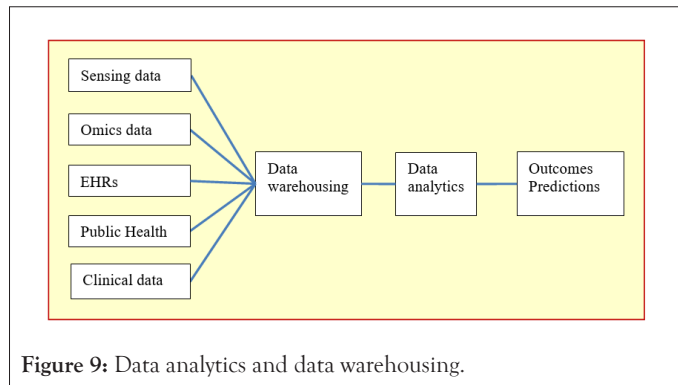 Sensing data
Omics data
EHRs
Public Health
Clinical data
Data
warehousing
Data
analytics
Outcomes
Predictions
Figure 9: Data analytics and data warehousing.